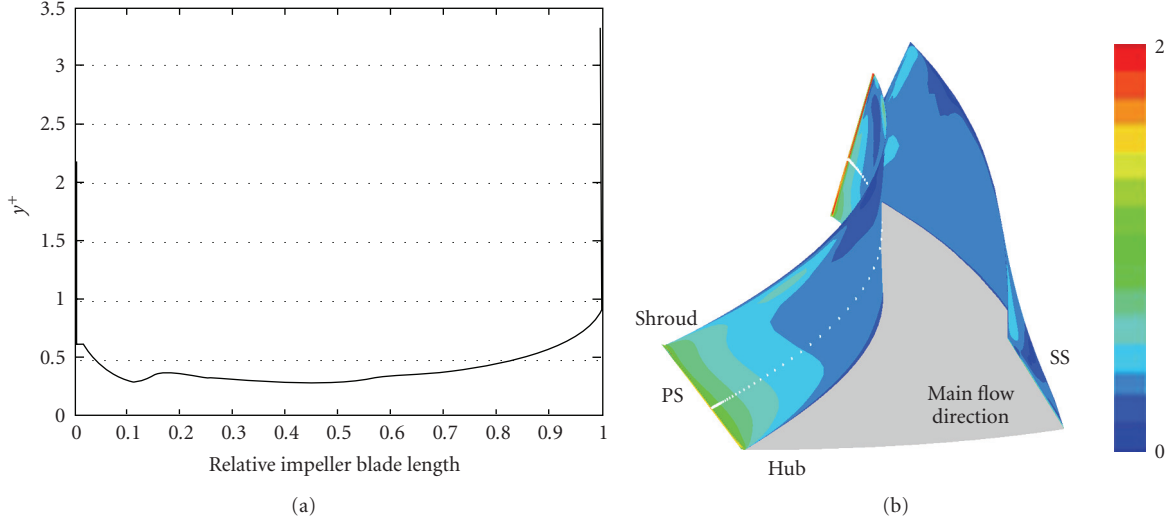 3.5
3
2.5
2
1.5
1
0.5
0
y+
0 0.1 0.2 0.3 0.4 0.5 0.6 0.7 0.8 0.9 1
Relative impeller blade length
(a)
2
Shroud
PS
SS
Main flow
direction
Hub
0
(b)